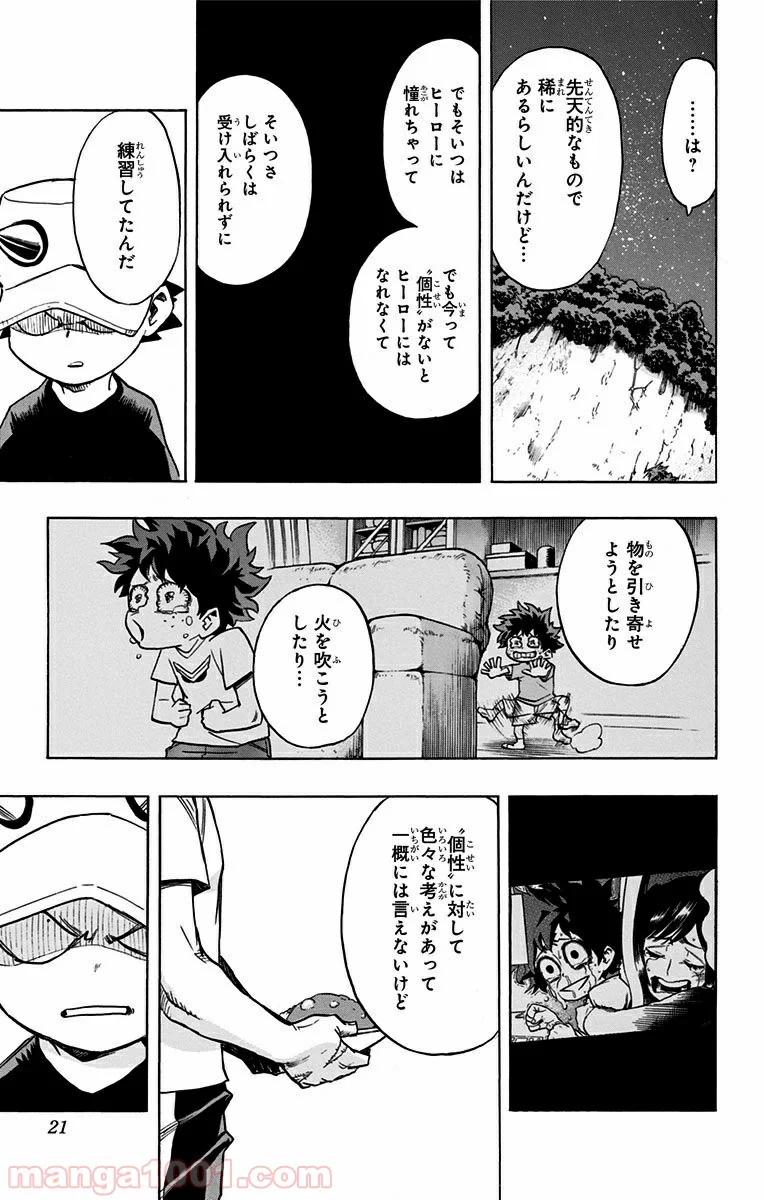 ……は?
先天的なもので
稀に
あるらしいんだけど…
でもそいつは
ヒーローに
憧れちゃって
でも今って
〝個性〟がないと
ヒーローには
なれなくて
そいつさ
しばらくは
受け入れられずに
練習してたんだ
物を引き寄せ
ようとしたり
火を吹こうと
したり…
〝個性〟に対して
色々な考えがあって
一概には言えないけど
21
manga1001.com